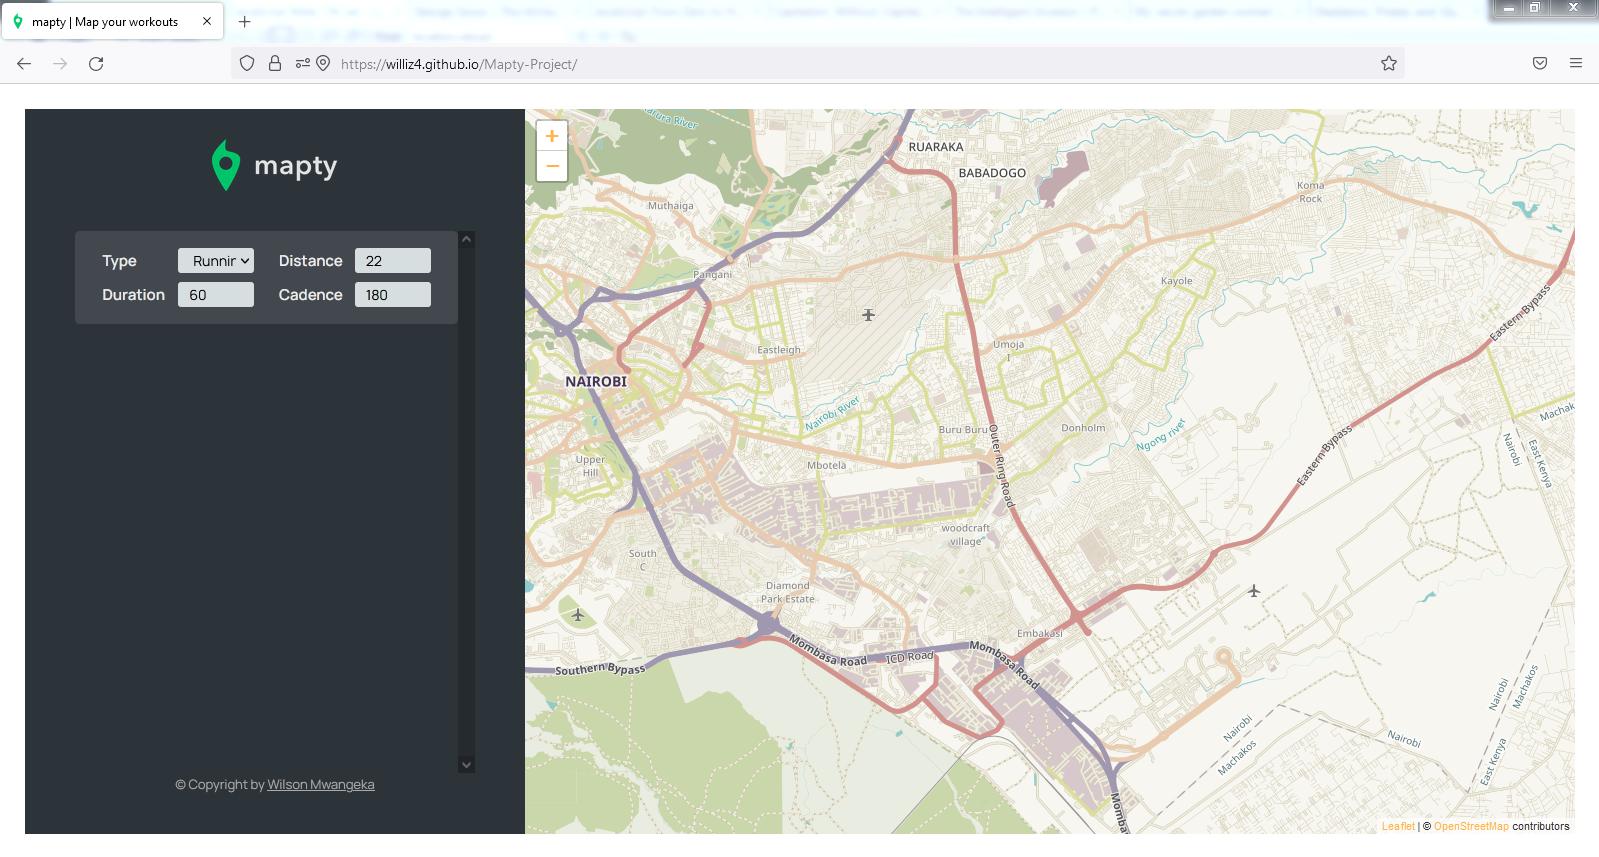 mapty | Map your workouts
https://williz4.github.io/Mapty-Project/
mapty
Type
Runnin
Distance
22
Duration
60
Cadence
180
© Copyright by Wilson Mwangeka
+
−
RUARAKA
BABADOGO
Koma
Rock
Muthaiga
Pangani
Kayole
Eastern Bypass
Umoja
I
Eastleigh
NAIROBI
Nairobi River
Buru Buru
Donholm
Ngong river
Outer Ring Road
Eastern Bypass
Nairobi
East Kenya
Upper
Hill
Mbotela
woodcraft
village
South
C
Diamond
Park Estate
Embakasi
Mombasa Road
ICD Road
Mombasa Road
Southern Bypass
Nairobi
Machakos
Nairobi
Machakos
Nairobi
East Kenya
Leaflet | © OpenStreetMap contributors